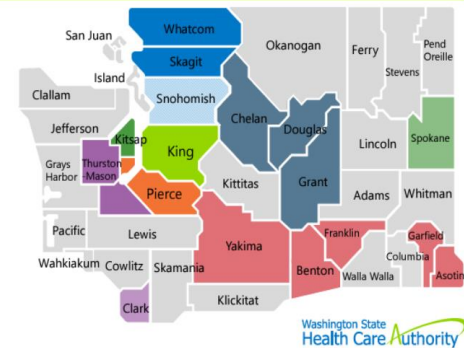 Whatcom
San Juan
Skagit
Okanogan
Ferry
Stevens
Pend
Oreille
Island
Snohomish
Clallam
Chelan
Douglas
Jefferson
Kitsap
King
Lincoln
Spokane
Grays
Harbor
Thurston
-Mason
Pierce
Kittitas
Grant
Adams
Whitman
Pacific
Lewis
Yakima
Franklin
Garfield
Wahkiakum
Cowlitz
Skamania
Benton
Walla Walla
Columbia
Asotin
Clark
Klickitat
Washington State
Health Care Authority